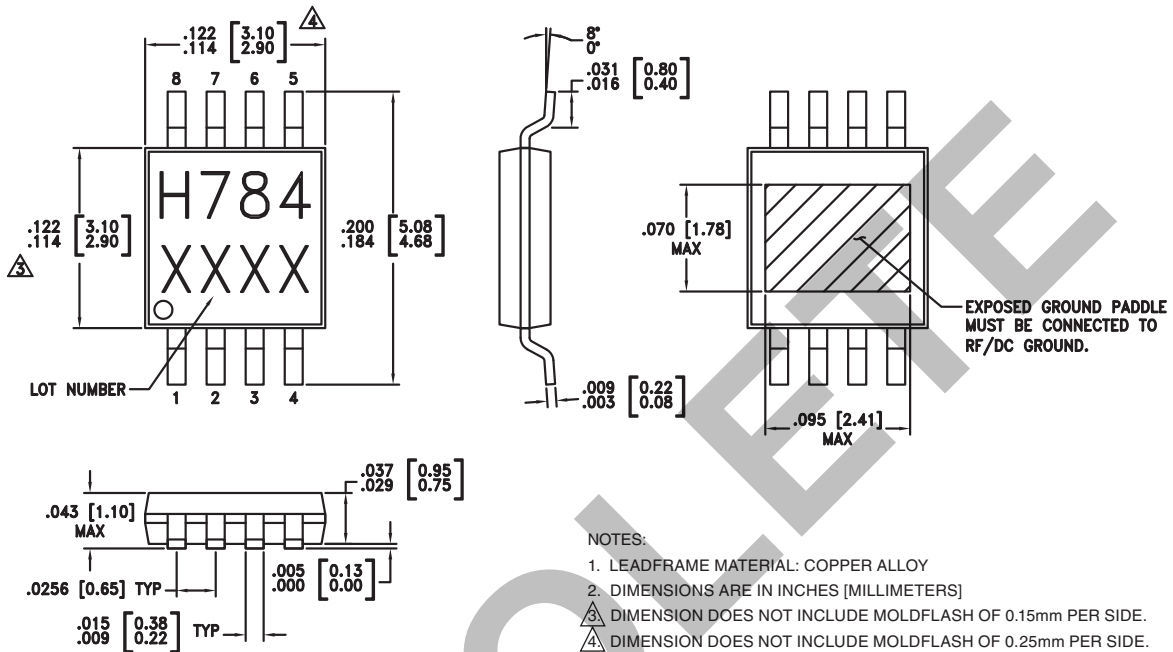 .122 [3.10]
.114 [2.90]
4
8 7 6 5
H784
XXXX
.122 [3.10]
.114 [2.90]
3
.200 [5.08]
.184 [4.68]
LOT NUMBER
1 2 3 4
8°
0°
.031 [0.80]
.016 [0.40]
.009 [0.22]
.003 [0.08]
.070 [1.78]
MAX
EXPOSED GROUND PADDLE
MUST BE CONNECTED TO
RF/DC GROUND.
.095 [2.41]
MAX
.037 [0.95]
.029 [0.75]
.043 [1.10]
MAX
.0256 [0.65] TYP
.005 [0.13]
.000 [0.00]
.015 [0.38]
.009 [0.22] TYP
NOTES:
1. LEADFRAME MATERIAL: COPPER ALLOY
2. DIMENSIONS ARE IN INCHES [MILLIMETERS]
3. DIMENSION DOES NOT INCLUDE MOLDFLASH OF 0.15mm PER SIDE.
4. DIMENSION DOES NOT INCLUDE MOLDFLASH OF 0.25mm PER SIDE.
OLETE